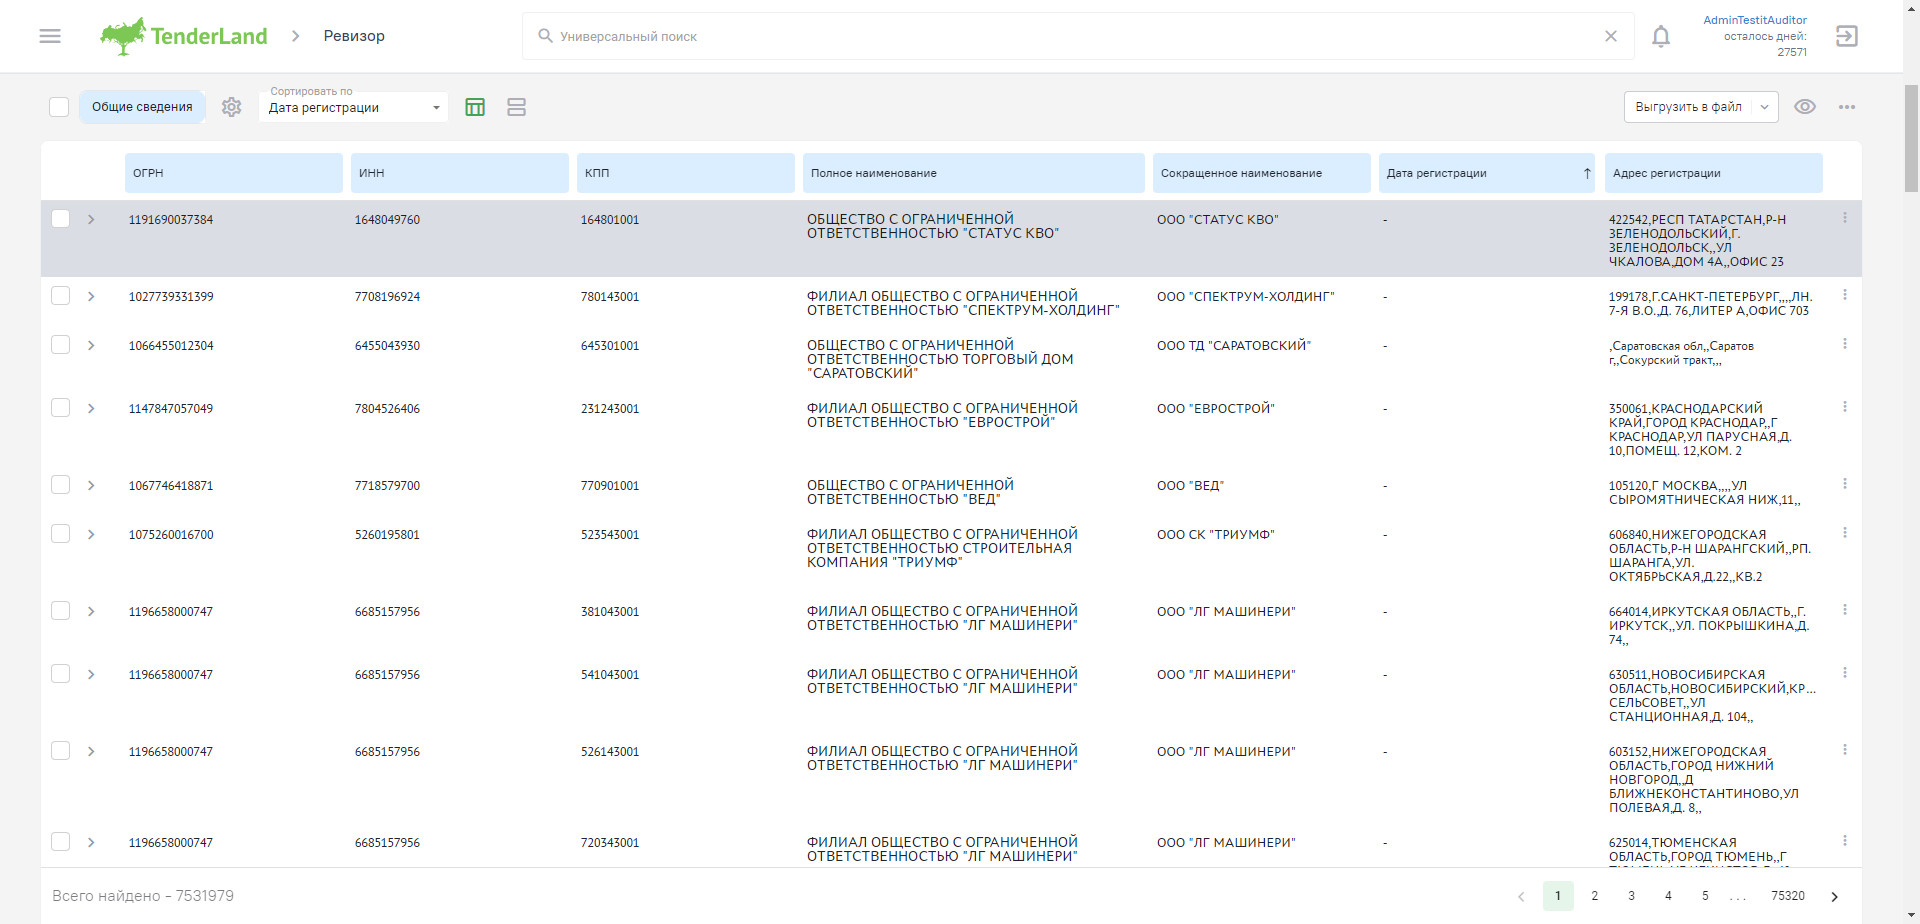 TenderLand
Ревизор
Универсальный поиск
AdminTestitAuditor
осталось дней:
27571
Общие сведения
Сортировать по
Дата регистрации
Выгрузить в файл
ОГРН ИНН КПП Полное наименование Сокращенное наименование Дата регистрации Адрес регистрации
1191690037384 1648049760 164801001 ОБЩЕСТВО С ОГРАНИЧЕННОЙ ООО "СТАТУС КВО" - 422542,РЕСП ТАТАРСТАН,Р-Н
ОТВЕТСТВЕННОСТЬЮ "СТАТУС КВО" ЗЕЛЕНОДОЛЬСКИЙ,Г.
ЗЕЛЕНОДОЛЬСК,,УЛ
ЧКАЛОВА,ДОМ 4А,,ОФИС 23
1027739331399 7708196924 780143001 ФИЛИАЛ ОБЩЕСТВО С ОГРАНИЧЕННОЙ ООО "СПЕКТРУМ-ХОЛДИНГ" - 199178,Г.САНКТ-ПЕТЕРБУРГ,,,,ЛН.
ОТВЕТСТВЕННОСТЬЮ "СПЕКТРУМ-ХОЛДИНГ" 7-Я В.О.,Д. 76,ЛИТЕР А,ОФИС 703
1066455012304 6455043930 645301001 ОБЩЕСТВО С ОГРАНИЧЕННОЙ ООО ТД "САРАТОВСКИЙ" - ,Саратовская обл,,Саратов
ОТВЕТСТВЕННОСТЬЮ ТОРГОВЫЙ ДОМ г,,Сокурский тракт,,,
"САРАТОВСКИЙ"
1147847057049 7804526406 231243001 ФИЛИАЛ ОБЩЕСТВО С ОГРАНИЧЕННОЙ ООО "ЕВРОСТРОЙ" - 350061,КРАСНОДАРСКИЙ
ОТВЕТСТВЕННОСТЬЮ "ЕВРОСТРОЙ" КРАЙ,ГОРОД КРАСНОДАР,,Г
КРАСНОДАР,УЛ ПАРУСНАЯ,Д.
10,ПОМЕЩ. 12,КОМ. 2
1067746418871 7718579700 770901001 ОБЩЕСТВО С ОГРАНИЧЕННОЙ ООО "ВЕД" - 105120,Г МОСКВА,,,,УЛ
ОТВЕТСТВЕННОСТЬЮ "ВЕД" СЫРОМЯТНИЧЕСКАЯ НИЖ,11,,
1075260016700 5260195801 523543001 ФИЛИАЛ ОБЩЕСТВО С ОГРАНИЧЕННОЙ ООО СК "ТРИУМФ" - 606840,НИЖЕГОРОДСКАЯ
ОТВЕТСТВЕННОСТЬЮ СТРОИТЕЛЬНАЯ ОБЛАСТЬ,Р-Н ШАРАНГСКИЙ,,РП.
КОМПАНИЯ "ТРИУМФ" ШАРАНГА,УЛ.
ОКТЯБРЬСКАЯ,Д.22,,КВ.2
1196658000747 6685157956 381043001 ФИЛИАЛ ОБЩЕСТВО С ОГРАНИЧЕННОЙ ООО "ЛГ МАШИНЕРИ" - 664014,ИРКУТСКАЯ ОБЛАСТЬ,,Г.
ОТВЕТСТВЕННОСТЬЮ "ЛГ МАШИНЕРИ" ИРКУТСК,,УЛ. ПОКРЫШКИНА,Д.
74,,
1196658000747 6685157956 541043001 ФИЛИАЛ ОБЩЕСТВО С ОГРАНИЧЕННОЙ ООО "ЛГ МАШИНЕРИ" - 630511,НОВОСИБИРСКАЯ
ОТВЕТСТВЕННОСТЬЮ "ЛГ МАШИНЕРИ" ОБЛАСТЬ,НОВОСИБИРСКИЙ,КР...
СЕЛЬСОВЕТ,,УЛ
СТАНЦИОННАЯ,Д. 104,,
1196658000747 6685157956 526143001 ФИЛИАЛ ОБЩЕСТВО С ОГРАНИЧЕННОЙ ООО "ЛГ МАШИНЕРИ" - 603152,НИЖЕГОРОДСКАЯ
ОТВЕТСТВЕННОСТЬЮ "ЛГ МАШИНЕРИ" ОБЛАСТЬ,ГОРОД НИЖНИЙ
НОВГОРОД,,Д
БЛИЖНЕКОНСТАНТИНОВО,УЛ
ПОЛЕВАЯ,Д. 8,,
1196658000747 6685157956 720343001 ФИЛИАЛ ОБЩЕСТВО С ОГРАНИЧЕННОЙ ООО "ЛГ МАШИНЕРИ" - 625014,ТЮМЕНСКАЯ
ОТВЕТСТВЕННОСТЬЮ "ЛГ МАШИНЕРИ" ОБЛАСТЬ,ГОРОД ТЮМЕНЬ,,Г
Всего найдено - 7531979
1 2 3 4 5 ... 75320